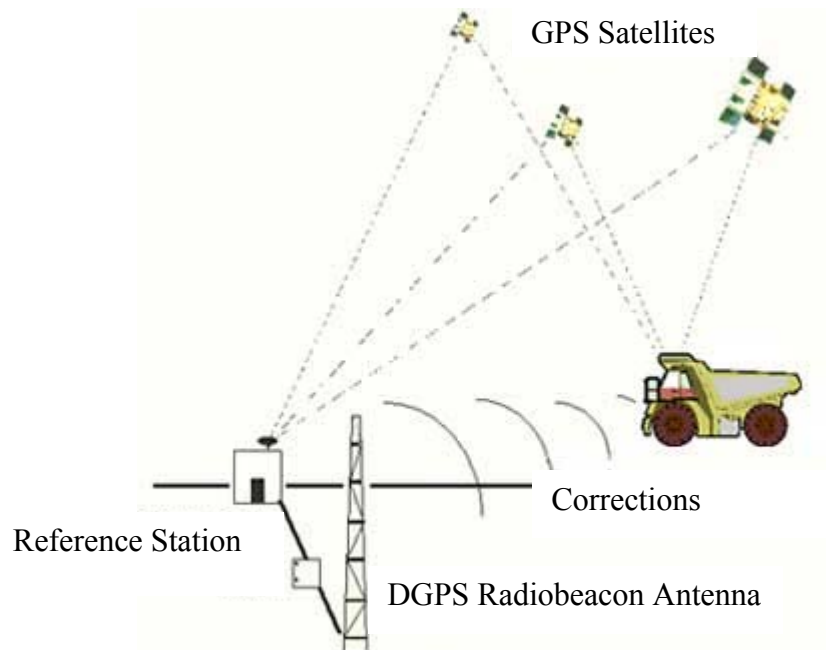 GPS Satellites
Corrections
Reference Station
DGPS Radiobeacon Antenna